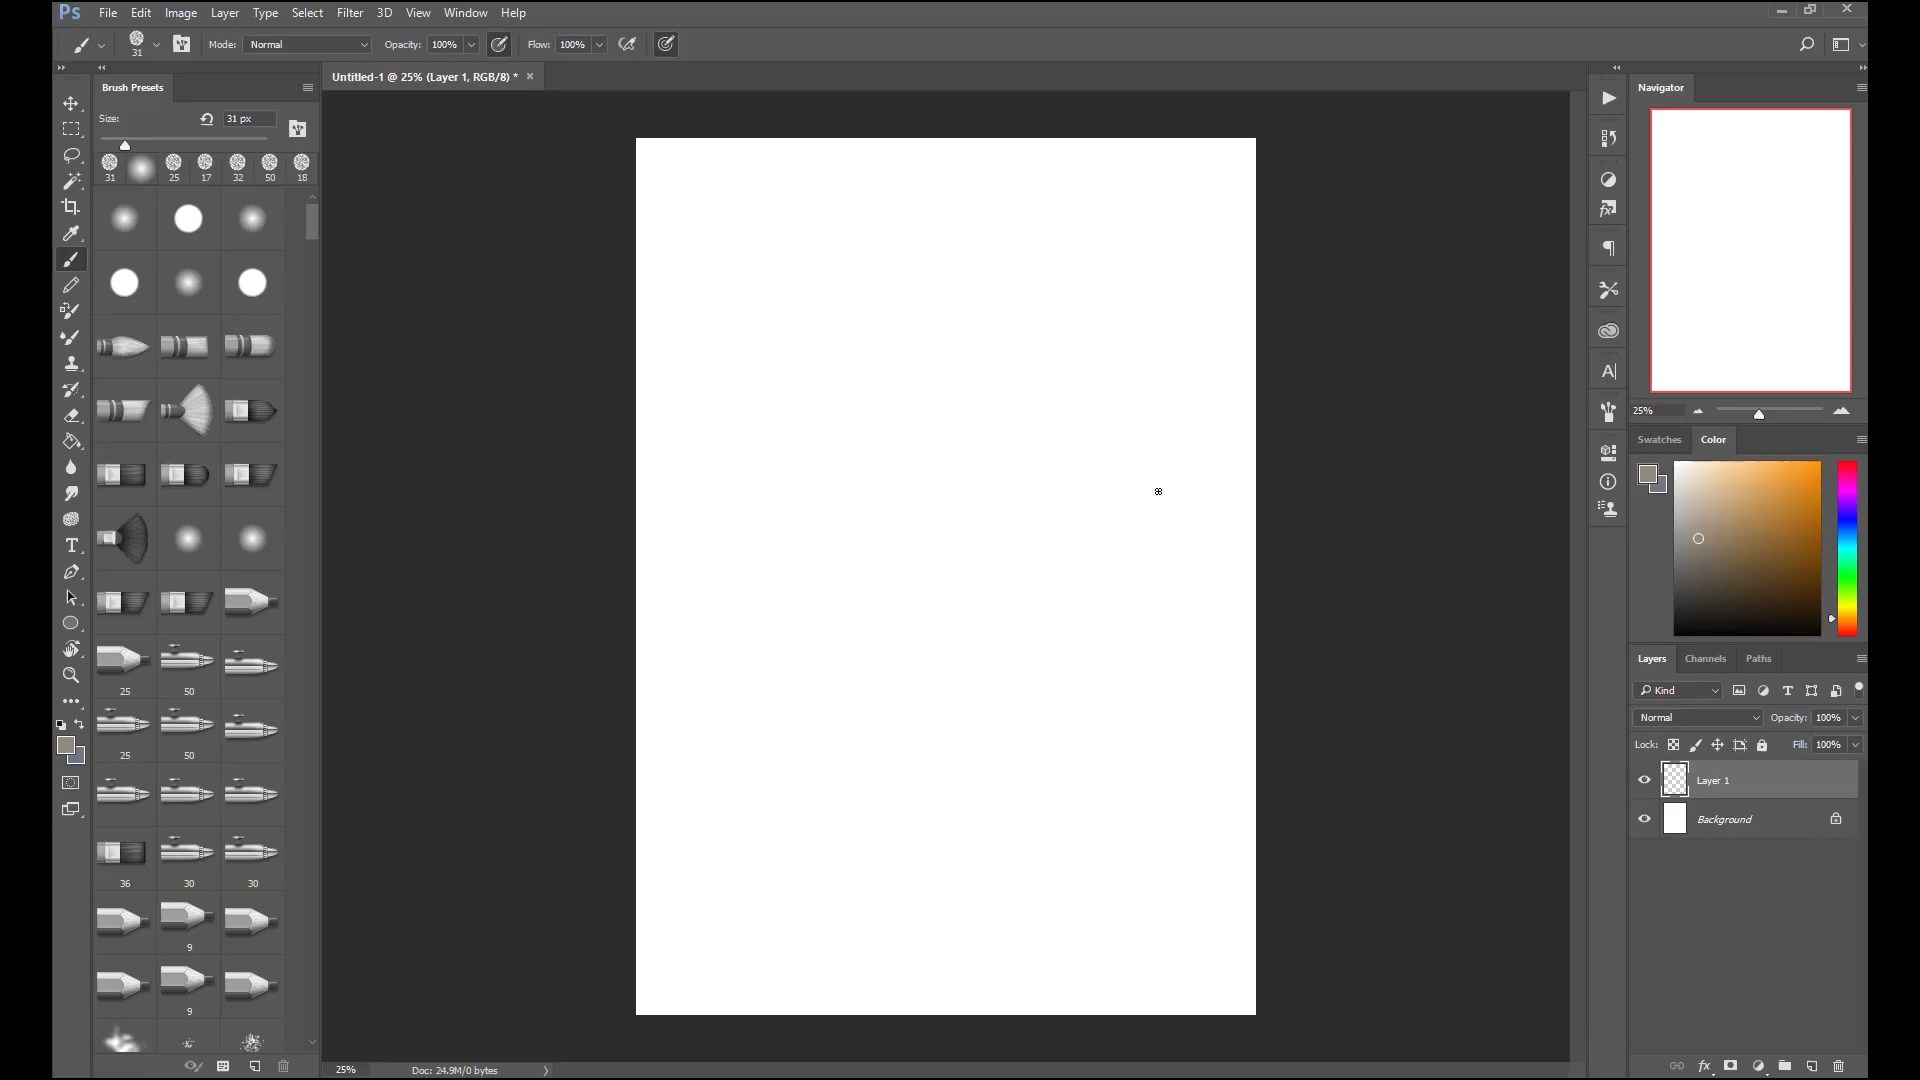 Ps File Edit Image Layer Type Select Filter 3D View Window Help
31 Mode: Normal Opacity: 100% Flow: 100%
Untitled-1 @ 25% (Layer 1, RGB/8) * ×
Brush Presets
Size: 31 px
31 25 17 32 50 18
25 50
25 50
36 30 30
9
9
25% Doc: 24.9M/0 bytes
Navigator
25%
Swatches Color
Layers Channels Paths
Kind
Normal Opacity: 100%
Lock: Fill: 100%
Layer 1
Background
fx